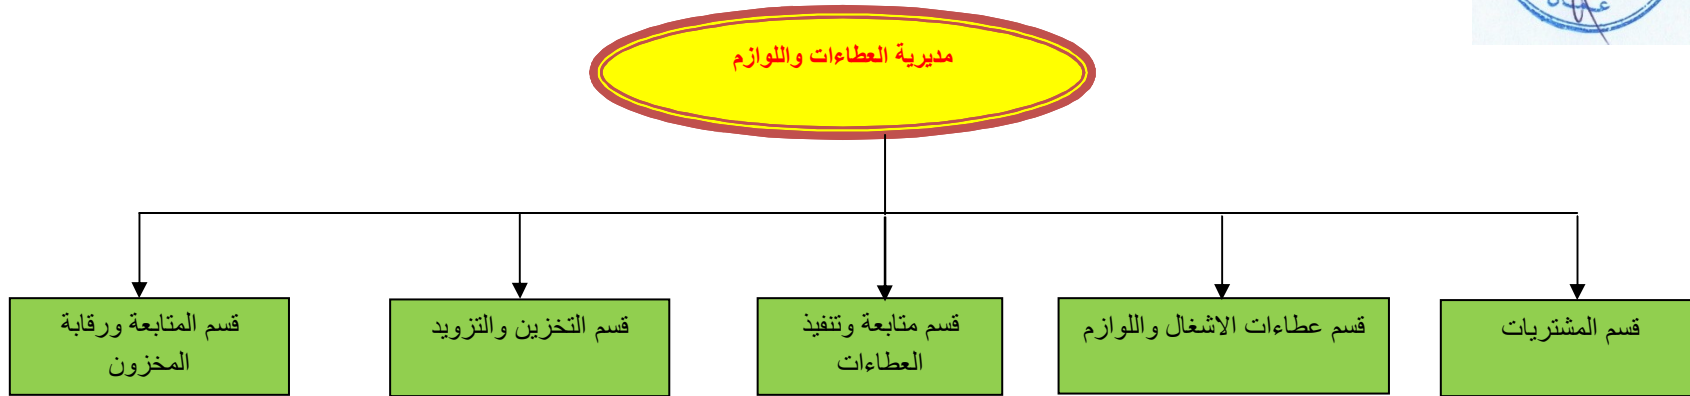 مديرية العطاءات واللوازم
قسم المشتريات
قسم عطاءات الاشغال واللوازم
قسم متابعة وتنفيذ
العطاءات
قسم التخزين والتزويد
قسم المتابعة ورقابة
المخزون